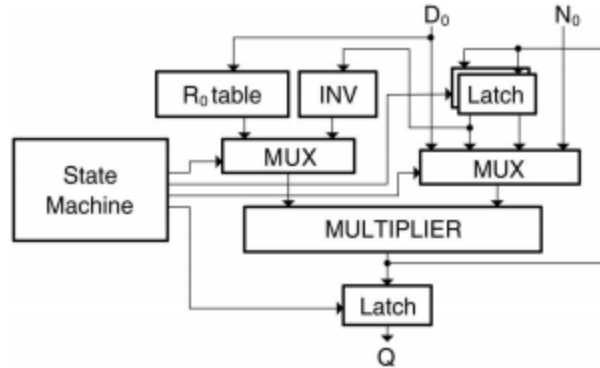 D₀ N₀
R₀ table INV Latch
MUX MUX
State
Machine
MULTIPLIER
Latch
Q